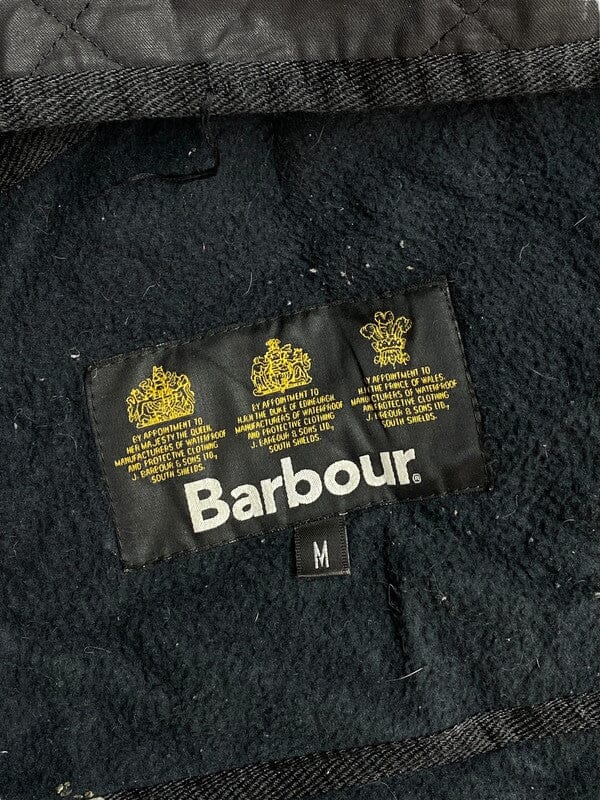 BY APPOINTMENT TO
HER MAJESTY THE QUEEN.
MANUFACTURERS OF WATERPROOF
AND PROTECTIVE CLOTHING
J. BARBOUR & SONS LTD,
SOUTH SHIELDS.
BY APPOINTMENT TO
H.R.H. THE DUKE OF EDINBURGH.
MANUFACTURERS OF WATERPROOF
AND PROTECTIVE CLOTHING
J. BARBOUR & SONS LTD,
SOUTH SHIELDS.
BY APPOINTMENT TO
H.R.H. THE PRINCE OF WALES.
MANUFACTURERS OF WATERPROOF
AND PROTECTIVE CLOTHING
J. BARBOUR & SONS LTD,
SOUTH SHIELDS.
Barbour®
M